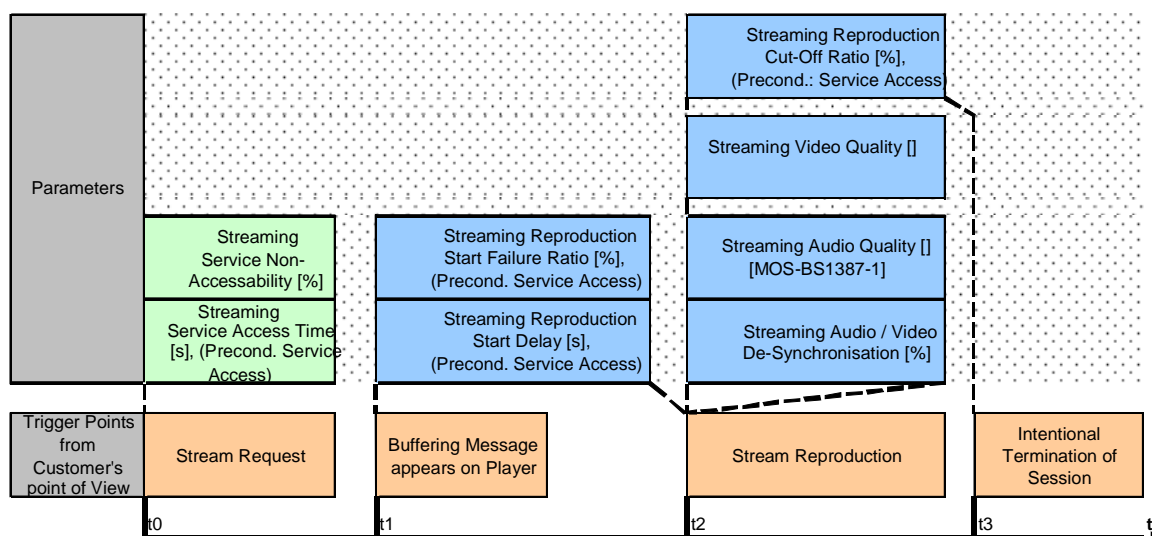 Streaming Reproduction
Cut-Off Ratio [%],
(Precond.: Service Access)
Streaming Video Quality []
Parameters
Streaming
Service Non-
Accessability [%]
Streaming Reproduction
Start Failure Ratio [%],
(Precond. Service Access)
Streaming Audio Quality []
[MOS-BS1387-1]
Streaming
Service Access Time
[s], (Precond. Service
Access)
Streaming Reproduction
Start Delay [s],
(Precond. Service Access)
Streaming Audio / Video
De-Synchronisation [%]
Trigger Points
from
Customer's
point of View
Stream Request
Buffering Message
appears on Player
Stream Reproduction
Intentional
Termination of
Session
t0
t1
t2
t3
t